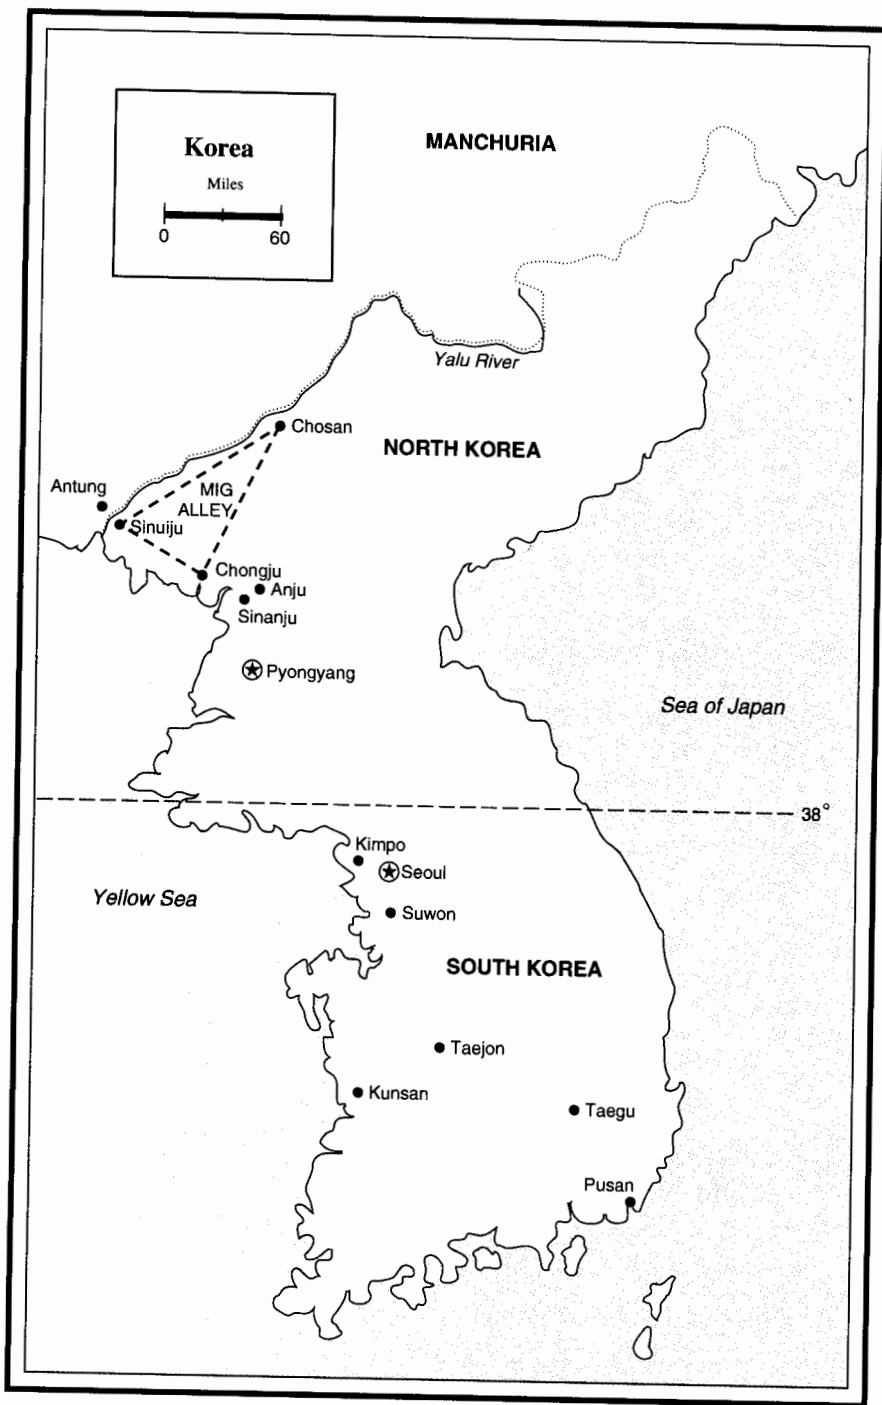 Korea
Miles
0 60
MANCHURIA
Yalu River
Chosan
NORTH KOREA
MIG
ALLEY
Antung
Sinuiju
Chongju
Anju
Sinanju
Pyongyang
Sea of Japan
38°
Kimpo
Seoul
Yellow Sea
Suwon
SOUTH KOREA
Taejon
Kunsan
Taegu
Pusan